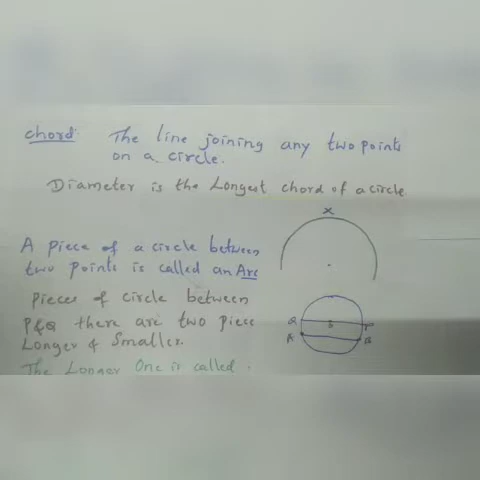 chord: The line joining any two points
on a circle.
Diameter is the Longest chord of a circle
X
A piece of a circle between
two points is called an Arc
pieces of circle between
P&Q there are two piece
Longer & Smaller.
The Longer One is called.